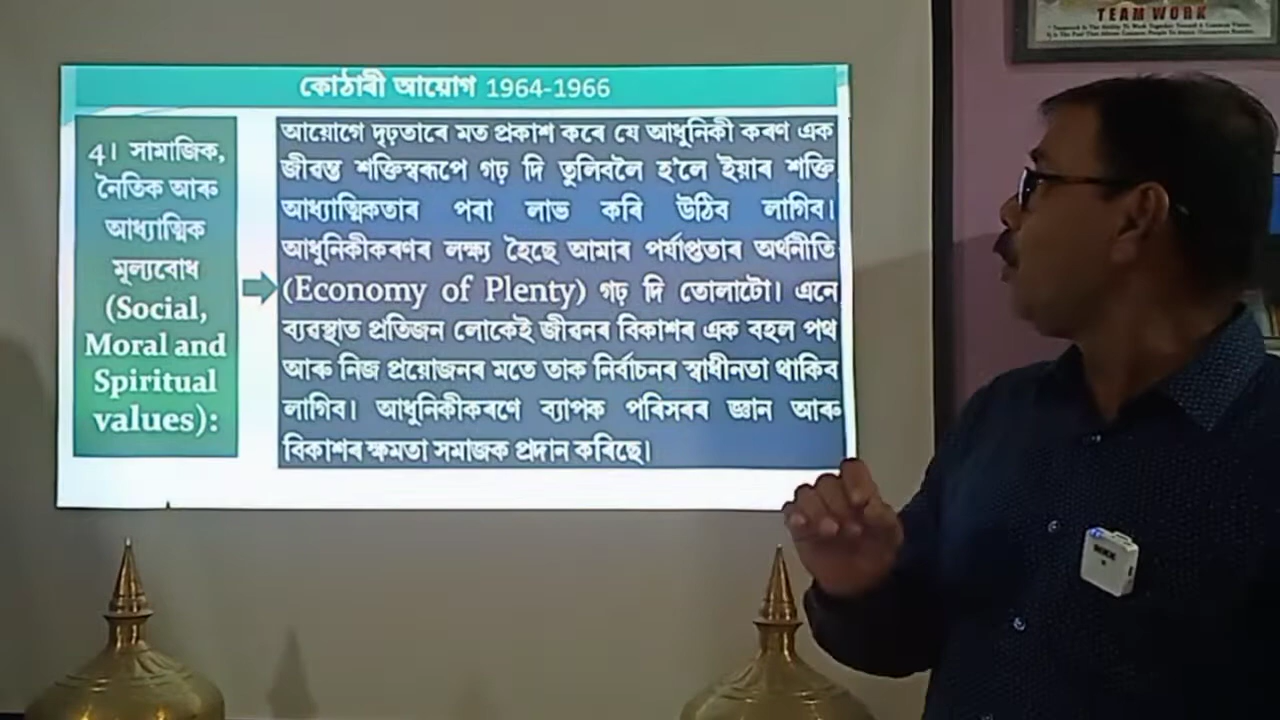 TEAM WORK
কোঠাৰী আয়োগ 1964-1966
4। সামাজিক,
নৈতিক আৰু
আধ্যাত্মিক
মূল্যবোধ
(Social,
Moral and
Spiritual
values):
আয়োগে দৃঢ়তাৰে মত প্ৰকাশ কৰে যে আধুনিকী কৰণ এক
জীৱন্ত শক্তিস্বৰূপে গঢ় দি তুলিবলৈ হ'লে ইয়াৰ শক্তি
আধ্যাত্মিকতাৰ পৰা লাভ কৰি উঠিব লাগিব।
আধুনিকীকৰণৰ লক্ষ্য হৈছে আমাৰ পৰ্যাপ্ততাৰ অৰ্থনীতি
(Economy of Plenty) গঢ় দি তোলাটো। এনে
ব্যৱস্থাত প্ৰতিজন লোকেই জীৱনৰ বিকাশৰ এক বহল পথ
আৰু নিজ প্ৰয়োজনৰ মতে তাক নিৰ্বাচনৰ স্বাধীনতা থাকিব
লাগিব। আধুনিকীকৰণে ব্যাপক পৰিসৰৰ জ্ঞান আৰু
বিকাশৰ ক্ষমতা সমাজক প্ৰদান কৰিছে।